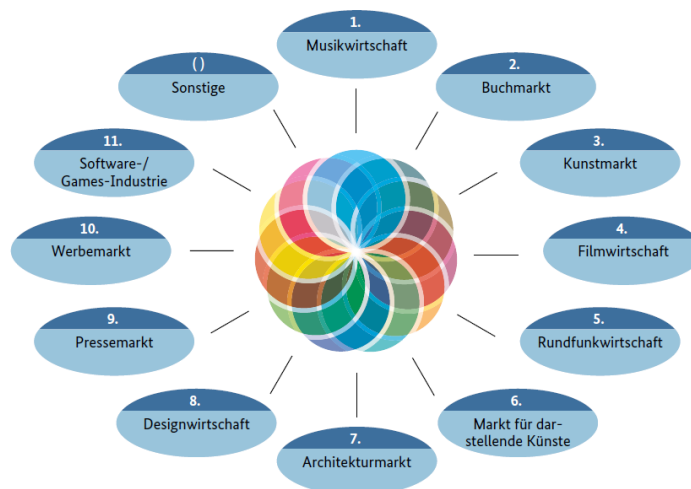 1.
Musikwirtschaft
2.
Buchmarkt
3.
Kunstmarkt
4.
Filmwirtschaft
5.
Rundfunkwirtschaft
6.
Markt für dar-
stellende Künste
7.
Architekturmarkt
8.
Designwirtschaft
9.
Pressemarkt
10.
Werbemarkt
11.
Software-/
Games-Industrie
( )
Sonstige